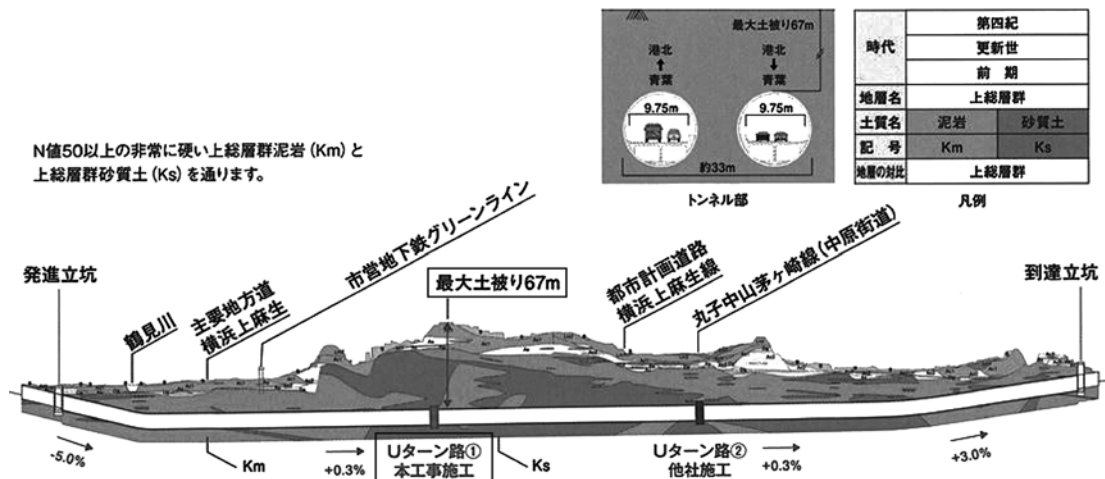 N値50以上の非常に硬い上総層群泥岩(Km)と
上総層群砂質土(Ks)を通ります。
最大土被り67m
港北
↑
青葉
港北
↓
青葉
9.75m
9.75m
約33m
トンネル部
時代
第四紀
更新世
前 期
地層名
上総層群
土質名
泥岩
砂質土
記 号
Km
Ks
地層の対比
上総層群
凡例
発進立坑
鶴見川
主要地方道
横浜上麻生
市営地下鉄グリーンライン
最大土被り67m
都市計画道路
横浜上麻生線
丸子中山茅ヶ崎線(中原街道)
到達立坑
-5.0%
Km
+0.3%
Uターン路①
本工事施工
Ks
Uターン路②
他社施工
+0.3%
+3.0%